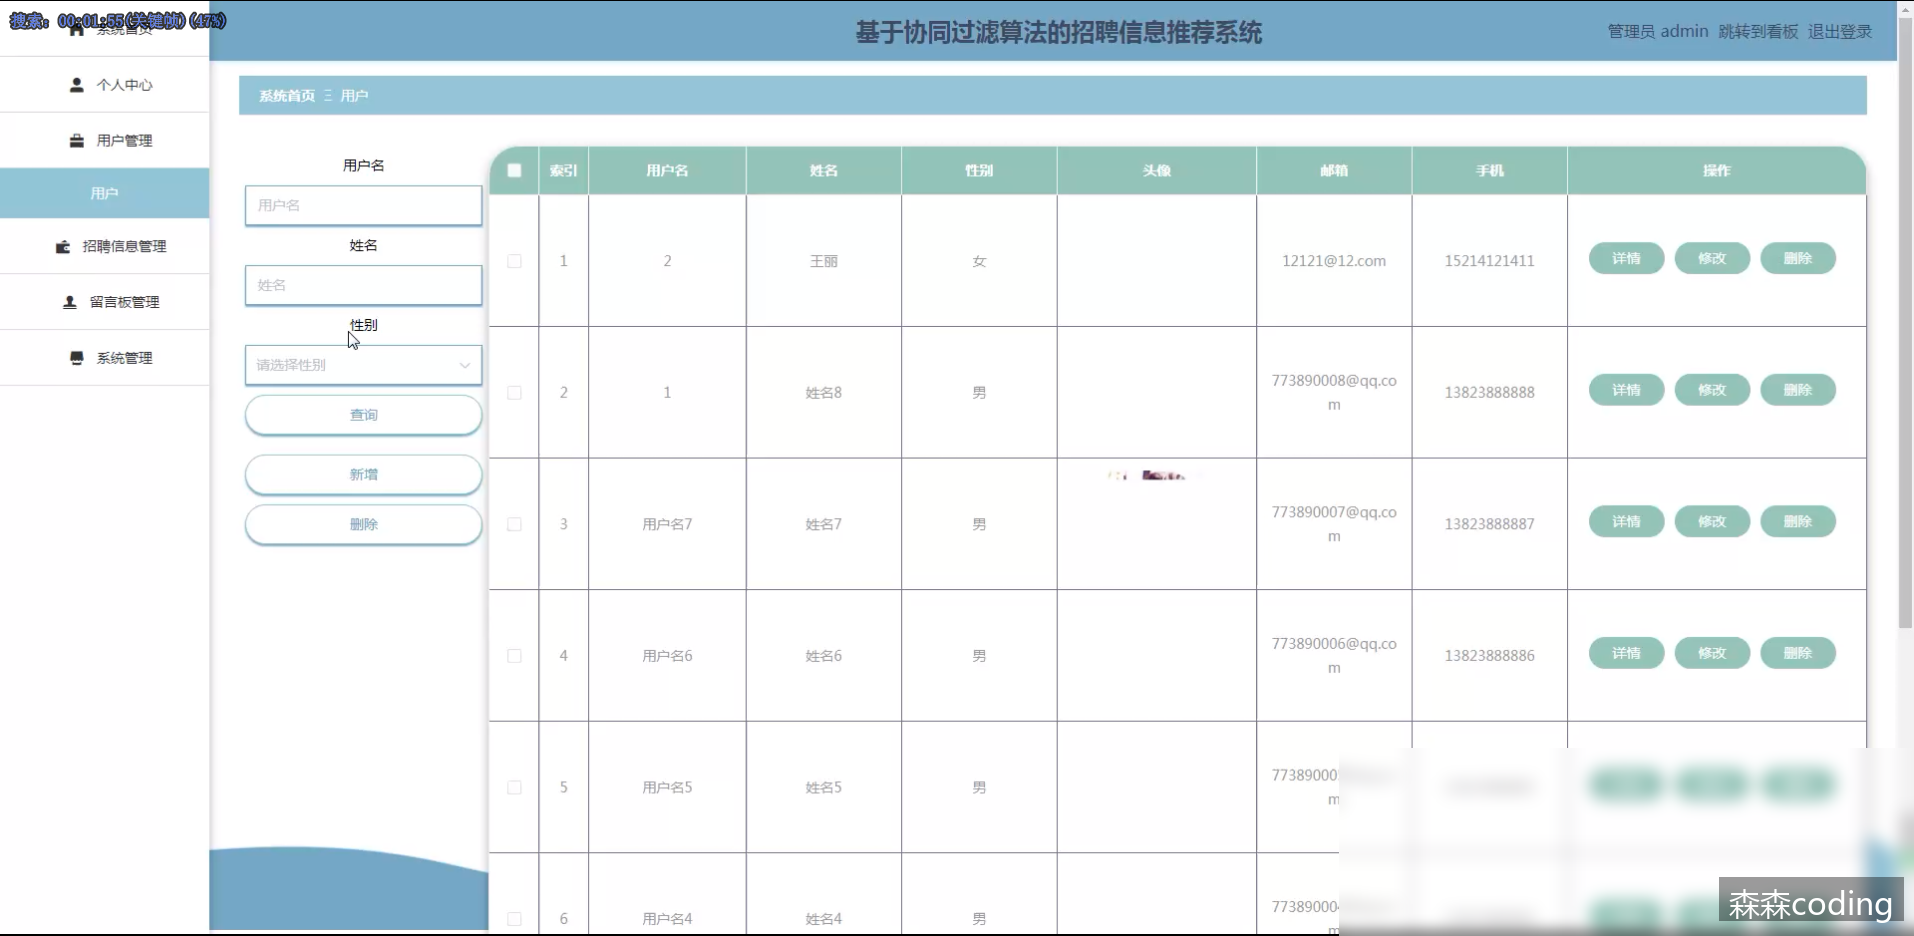 搜索: 00:01:55(关键帧)(47%)
系统首页
基于协同过滤算法的招聘信息推荐系统
管理员 admin 跳转到看板 退出登录
个人中心
用户管理
用户
招聘信息管理
留言板管理
系统管理
系统首页 用户
用户名
用户名
姓名
姓名
性别
请选择性别
查询
新增
删除
索引 用户名 姓名 性别 头像 邮箱 手机 操作
1 2 王丽 女 12121@12.com 15214121411 详情 修改 删除
2 1 姓名8 男 773890008@qq.co 13823888888 详情 修改 删除
m
3 用户名7 姓名7 男 773890007@qq.co 13823888887 详情 修改 删除
m
4 用户名6 姓名6 男 773890006@qq.co 13823888886 详情 修改 删除
m
5 用户名5 姓名5 男 77389000
m
6 用户名4 姓名4 男 77389000
m
森森coding